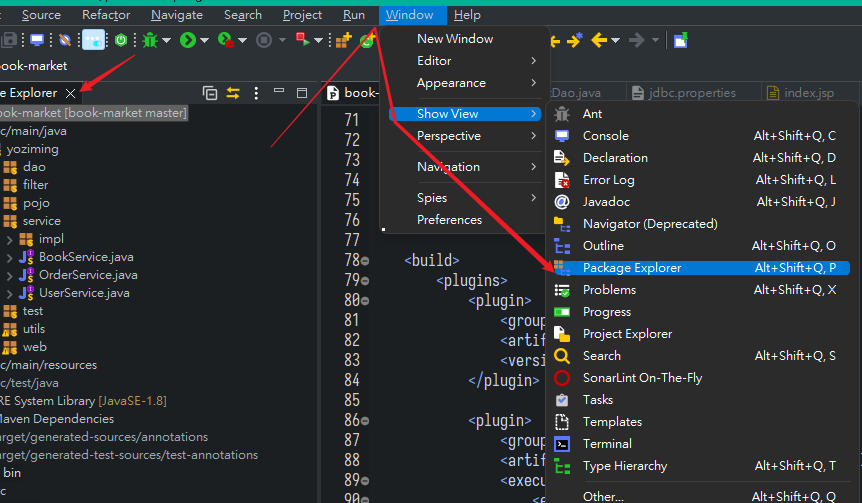 Source Refactor Navigate Search Project Run Window Help
ook-market
e Explorer
ook-market [book-market master]
c/main/java
yoziming
dao
filter
pojo
service
impl
BookService.java
OrderService.java
UserService.java
test
utils
web
c/main/resources
c/test/java
RE System Library [JavaSE-1.8]
Maven Dependencies
arget/generated-sources/annotations
arget/generated-test-sources/test-annotations
bin
c
book-
Dao.java
jdbc.properties
index.jsp
71
72
73
74
75
76
77
78 <build>
79 <plugins>
80 <plugin>
81 <group
82 <artif
83 <versi
84 </plugin>
85
86 <plugin>
87 <group
88 <artif
89 <execu
90 <e
New Window
Editor
Appearance
Show View
Perspective
Navigation
Spies
Preferences
Ant
Console Alt+Shift+Q, C
Declaration Alt+Shift+Q, D
Error Log Alt+Shift+Q, L
Javadoc Alt+Shift+Q, J
Navigator (Deprecated)
Outline Alt+Shift+Q, O
Package Explorer Alt+Shift+Q, P
Problems Alt+Shift+Q, X
Progress
Project Explorer
Search Alt+Shift+Q, S
SonarLint On-The-Fly
Tasks
Templates
Terminal
Type Hierarchy Alt+Shift+Q, T
Other... Alt+Shift+Q, Q